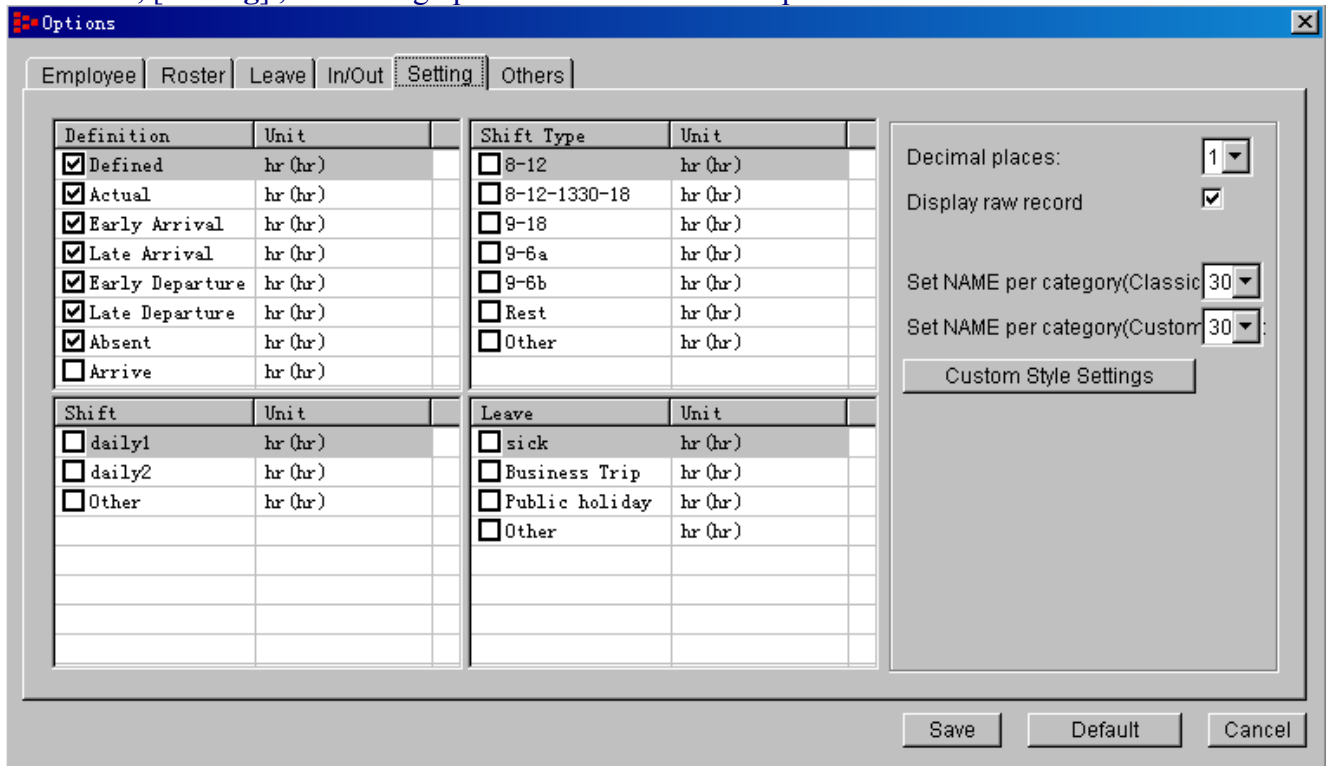 Options
Employee Roster Leave In/Out Setting Others
Definition Unit
Defined hr(hr)
Actual hr(hr)
Early Arrival hr(hr)
Late Arrival hr(hr)
Early Departure hr(hr)
Late Departure hr(hr)
Absent hr(hr)
Arrive hr(hr)
Shift Type Unit
8-12 hr(hr)
8-12-1330-18 hr(hr)
9-18 hr(hr)
9-6a hr(hr)
9-6b hr(hr)
Rest hr(hr)
Other hr(hr)
Shift Unit
daily1 hr(hr)
daily2 hr(hr)
Other hr(hr)
Leave Unit
sick hr(hr)
Business Trip hr(hr)
Public holiday hr(hr)
Other hr(hr)
Decimal places: 1
Display raw record
Set NAME per category(Classic 30
Set NAME per category(Custom 30 :
Custom Style Settings
Save Default Cancel